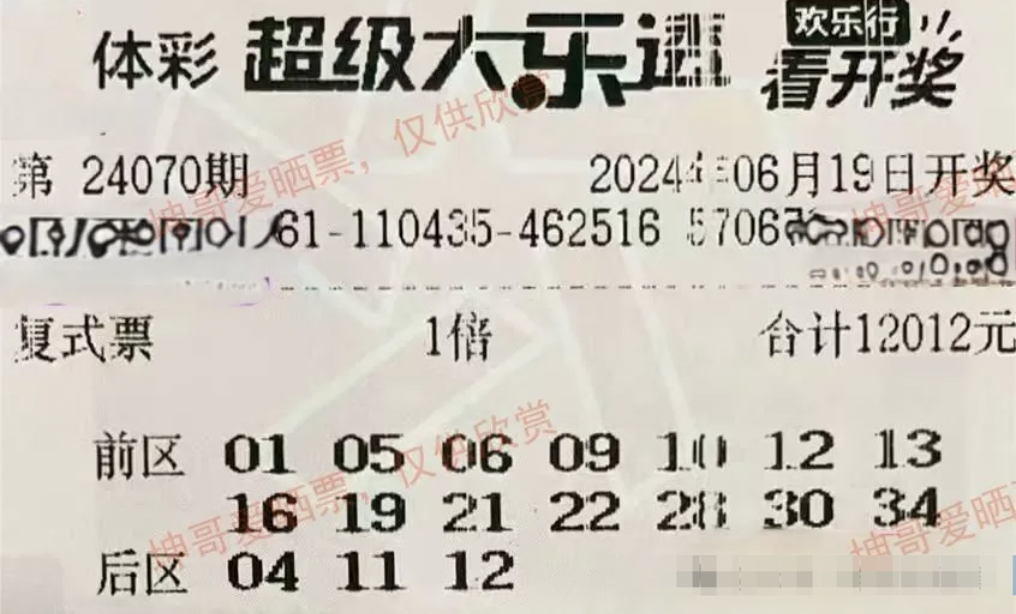 体彩 超级大乐透 欢乐行 看开奖
第 24070期 2024年06月19日开奖
61-110435-462516 5706
复式票 1倍 合计12012元
前区 01 05 06 09 10 12 13
16 19 21 22 28 30 34
后区 04 11 12
坤哥爱晒票，仅供欣赏
坤哥爱晒票，仅供欣赏
坤哥爱晒
坤哥爱晒